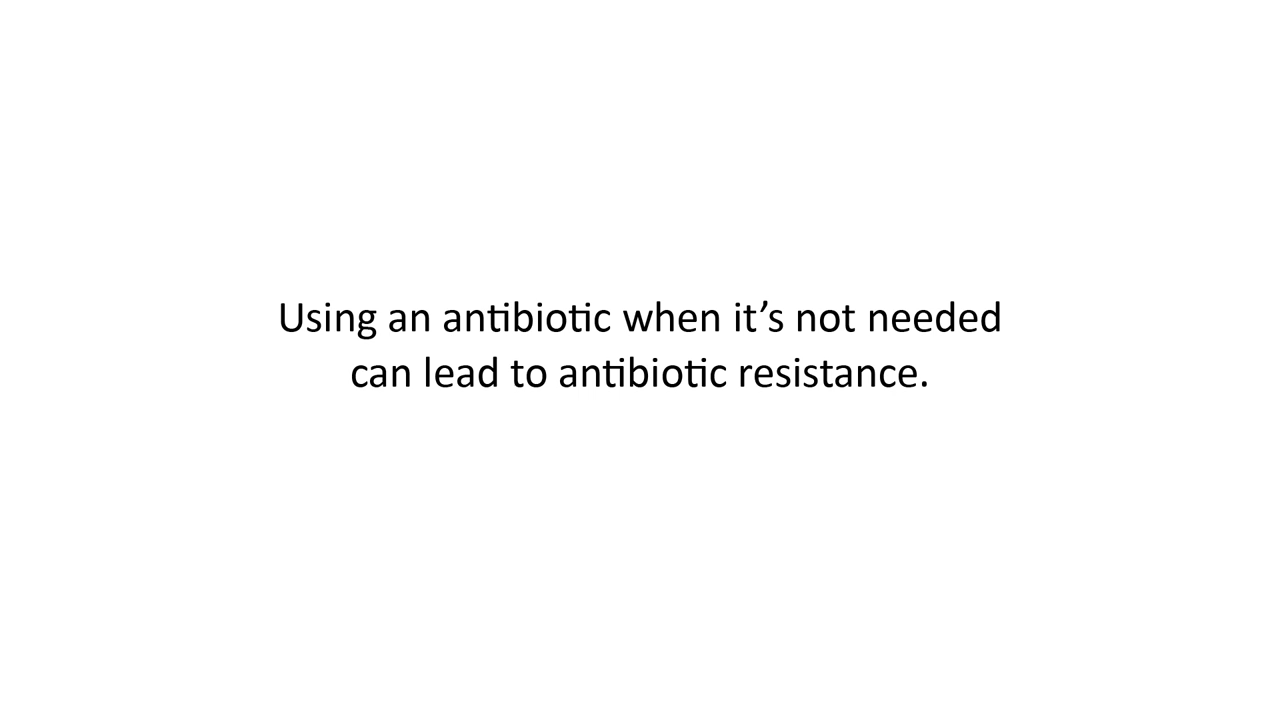 Using an antibiotic when it’s not needed
can lead to antibiotic resistance.